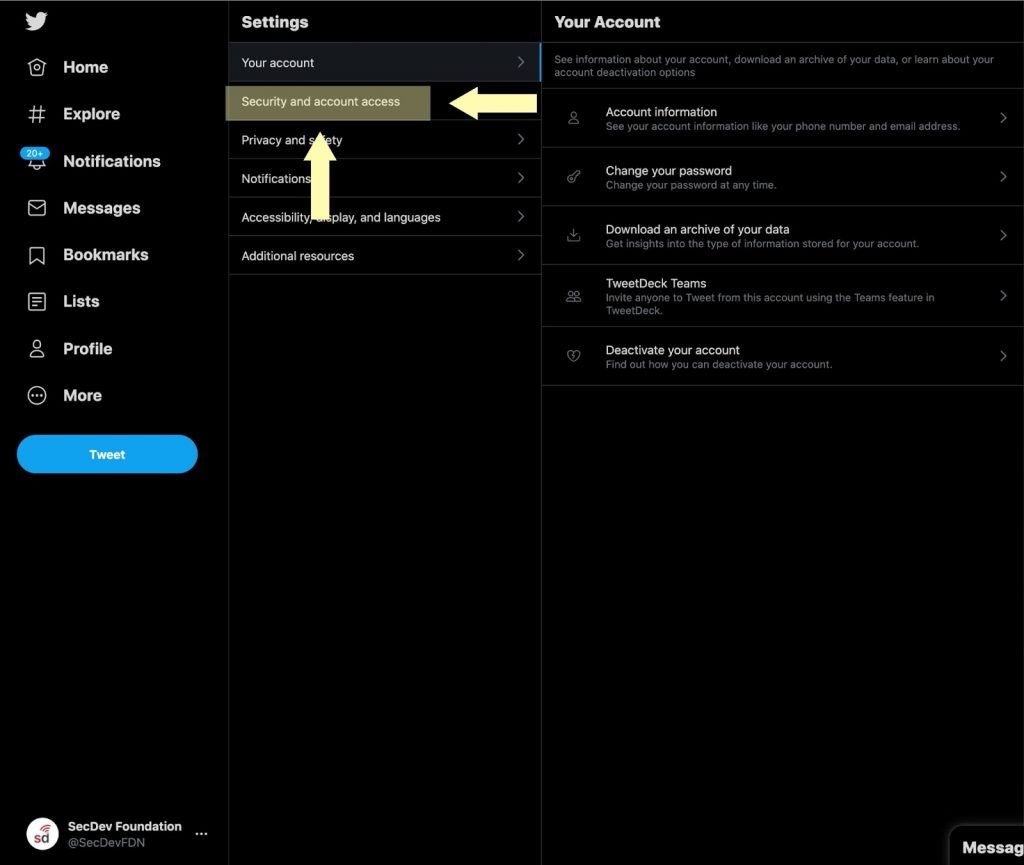 Home
Explore
20+
Notifications
Messages
Bookmarks
Lists
Profile
More
Tweet
sd
SecDev Foundation
@SecDevFDN
Settings
Your account
Security and account access
Privacy and safety
Notifications
Accessibility, display, and languages
Additional resources
Your Account
See information about your account, download an archive of your data, or learn about your
account deactivation options
Account information
See your account information like your phone number and email address.
Change your password
Change your password at any time.
Download an archive of your data
Get insights into the type of information stored for your account.
TweetDeck Teams
Invite anyone to Tweet from this account using the Teams feature in
TweetDeck.
Deactivate your account
Find out how you can deactivate your account.
Messag